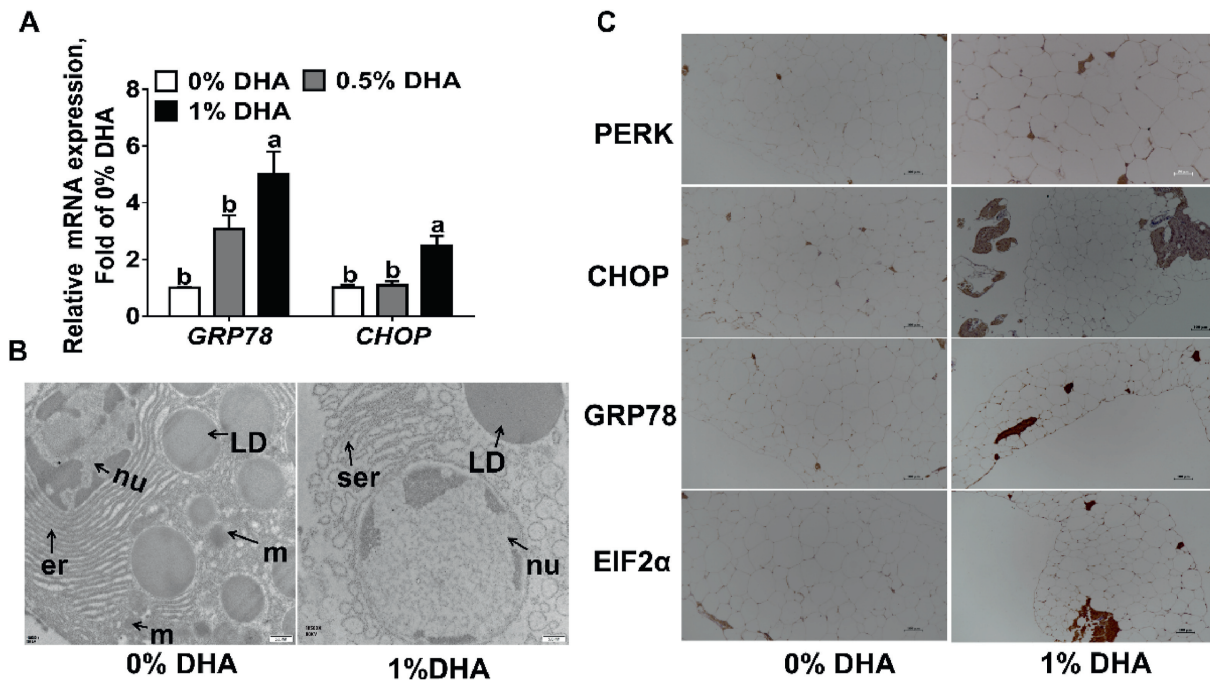 A
Relative mRNA expression,
Fold of 0% DHA
0% DHA
0.5% DHA
1% DHA
8
6
4
2
0
b
b
a
b
b
a
GRP78
CHOP
B
LD
nu
er
m
m
0% DHA
ser
LD
nu
1%DHA
C
PERK
CHOP
GRP78
EIF2α
0% DHA
1% DHA